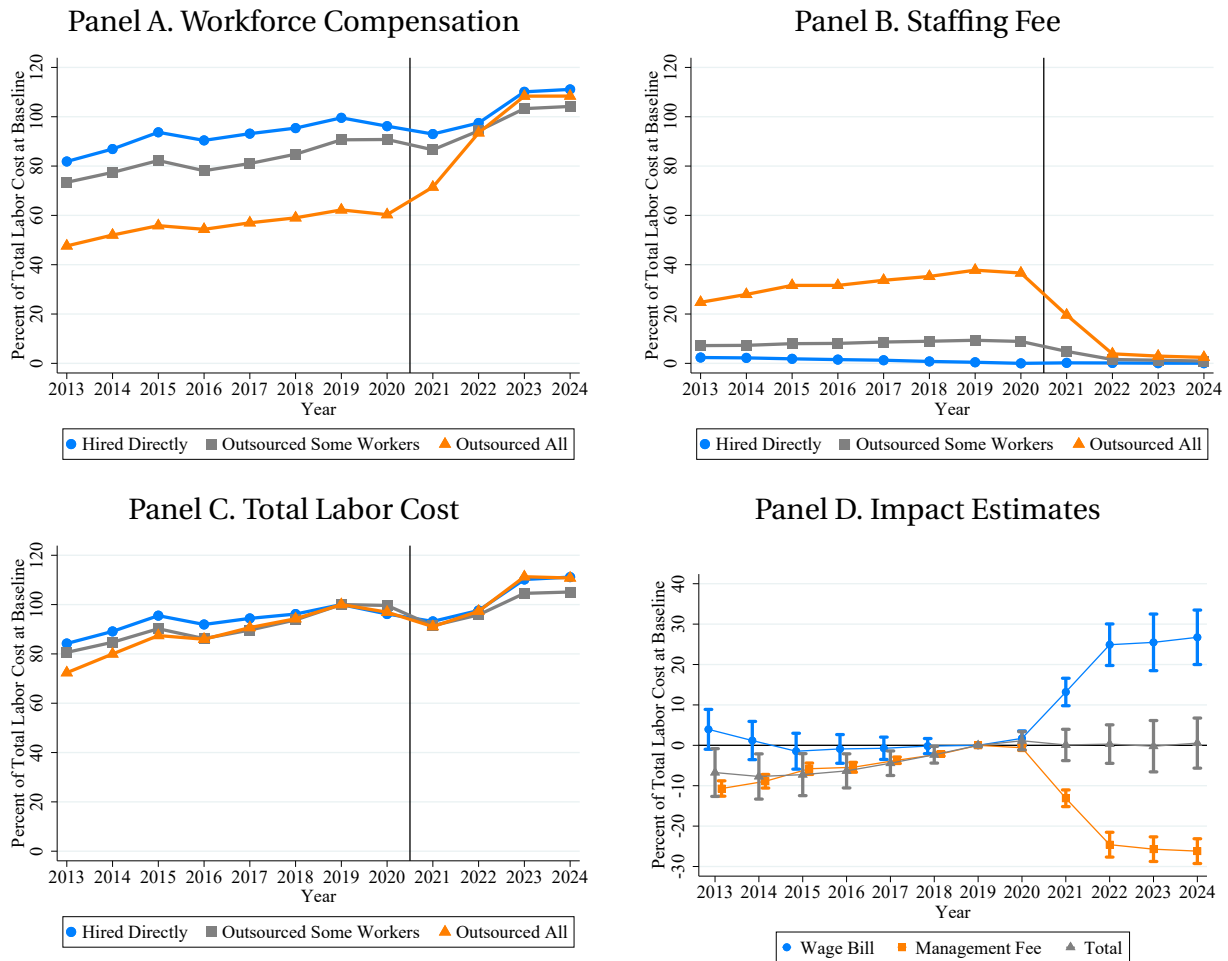 Panel A. Workforce Compensation
Percent of Total Labor Cost at Baseline
120
100
80
60
40
20
0
2013 2014 2015 2016 2017 2018 2019 2020 2021 2022 2023 2024
Year
Hired Directly Outsourced Some Workers Outsourced All
Panel B. Staffing Fee
Percent of Total Labor Cost at Baseline
120
100
80
60
40
20
0
2013 2014 2015 2016 2017 2018 2019 2020 2021 2022 2023 2024
Year
Hired Directly Outsourced Some Workers Outsourced All
Panel C. Total Labor Cost
Percent of Total Labor Cost at Baseline
120
100
80
60
40
20
0
2013 2014 2015 2016 2017 2018 2019 2020 2021 2022 2023 2024
Year
Hired Directly Outsourced Some Workers Outsourced All
Panel D. Impact Estimates
Percent of Total Labor Cost at Baseline
40
30
20
10
0
-10
-20
-30
2013 2014 2015 2016 2017 2018 2019 2020 2021 2022 2023 2024
Year
Wage Bill Management Fee Total